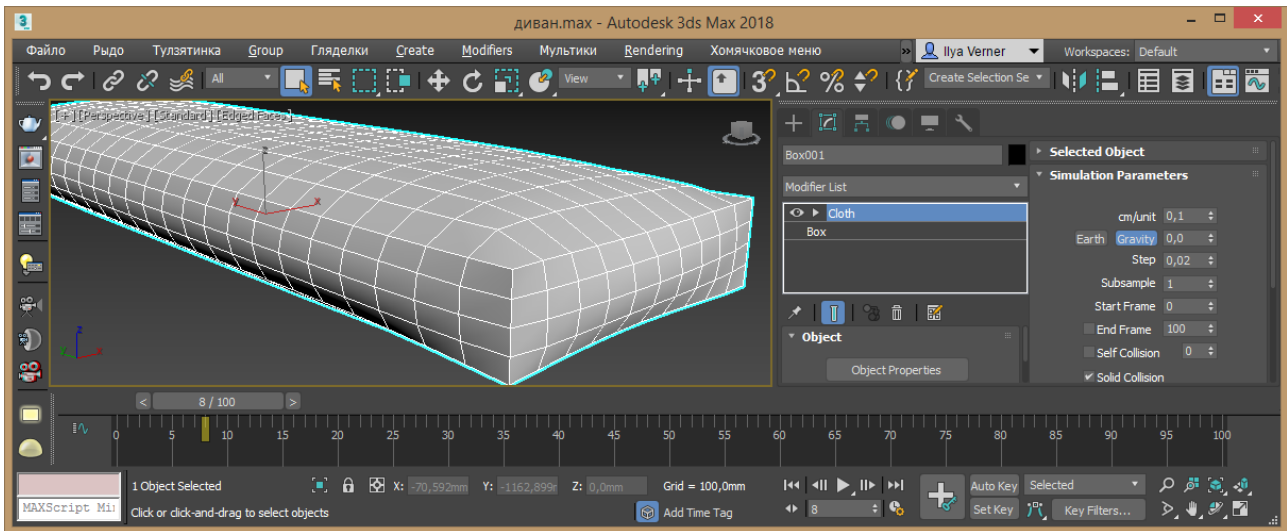 3
диван.max - Autodesk 3ds Max 2018
Файло Рыдо Тулзятинка Group Гляделки Create Modifiers Мультики Rendering Хомячковое меню » Ilya Verner Workspaces: Default
All View Create Selection Se
[+] [Perspective] [Standard] [Edged Faces]
z
y x
z
y x
Box001
Modifier List
Cloth
Box
Object
Object Properties
Selected Object
Simulation Parameters
cm/unit 0,1
Earth Gravity 0,0
Step 0,02
Subsample 1
Start Frame 0
End Frame 100
Self Collision 0
Solid Collision
< 8 / 100 >
0 5 10 15 20 25 30 35 40 45 50 55 60 65 70 75 80 85 90 95 100
1 Object Selected X: -70,592mm Y: -1162,899r Z: 0,0mm Grid = 100,0mm Auto Key Selected
MAXScript Mi Click or click-and-drag to select objects Add Time Tag 8 Set Key Key Filters...